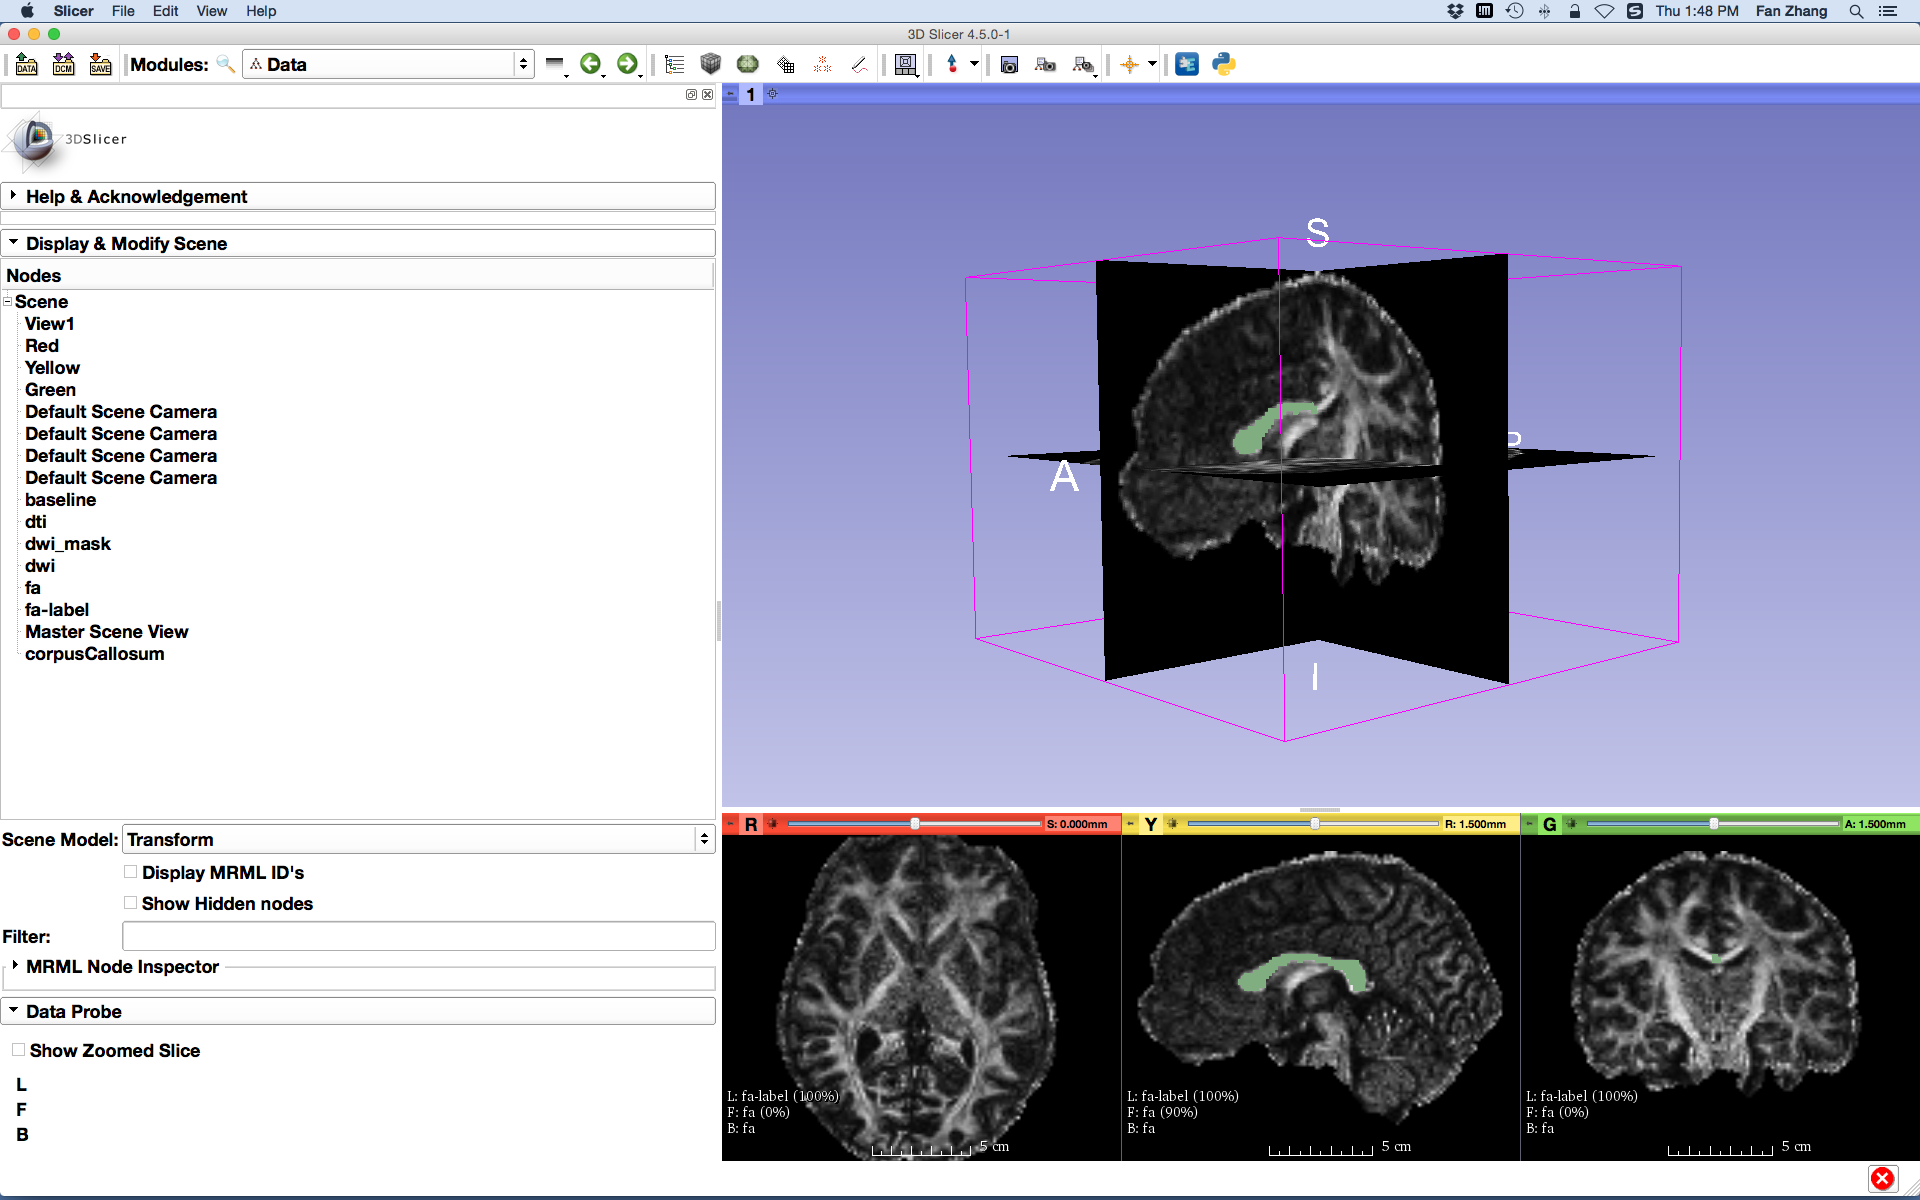 Slicer File Edit View Help Thu 1:48 PM Fan Zhang
3D Slicer 4.5.0-1
DATA DCM SAVE Modules: Data
1
3DSlicer
Help & Acknowledgement
Display & Modify Scene
Nodes
Scene
View1
Red
Yellow
Green
Default Scene Camera
Default Scene Camera
Default Scene Camera
Default Scene Camera
baseline
dti
dwi_mask
dwi
fa
fa-label
Master Scene View
corpusCallosum
Scene Model: Transform
Display MRML ID's
Show Hidden nodes
Filter:
MRML Node Inspector
Data Probe
Show Zoomed Slice
L
F
B
S
A
P
I
R S: 0.000mm
L: fa-label (100%)
F: fa (0%)
B: fa
5 cm
Y R: 1.500mm
L: fa-label (100%)
F: fa (90%)
B: fa
5 cm
G A: 1.500mm
L: fa-label (100%)
F: fa (0%)
B: fa
5 cm